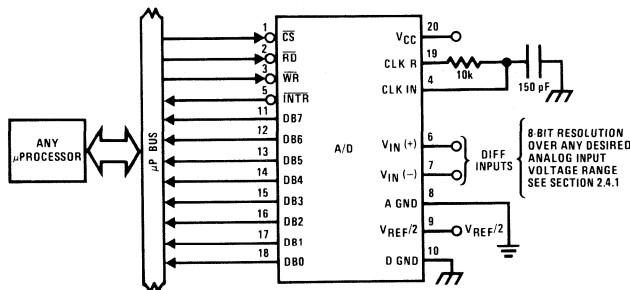 1 CS
2 RD
3 WR
5 INTR
11 DB7
12 DB6
13 DB5
14 DB4
15 DB3
16 DB2
17 DB1
18 DB0
ANY
µPROCESSOR
µP BUS
A/D
VCC 20
CLK R 19
10k
CLK IN 4
150 pF
VIN (+) 6
VIN (−) 7
DIFF
INPUTS
8-BIT RESOLUTION
OVER ANY DESIRED
ANALOG INPUT
VOLTAGE RANGE
SEE SECTION 2.4.1
A GND 8
VREF/2 9 VREF/2
D GND 10